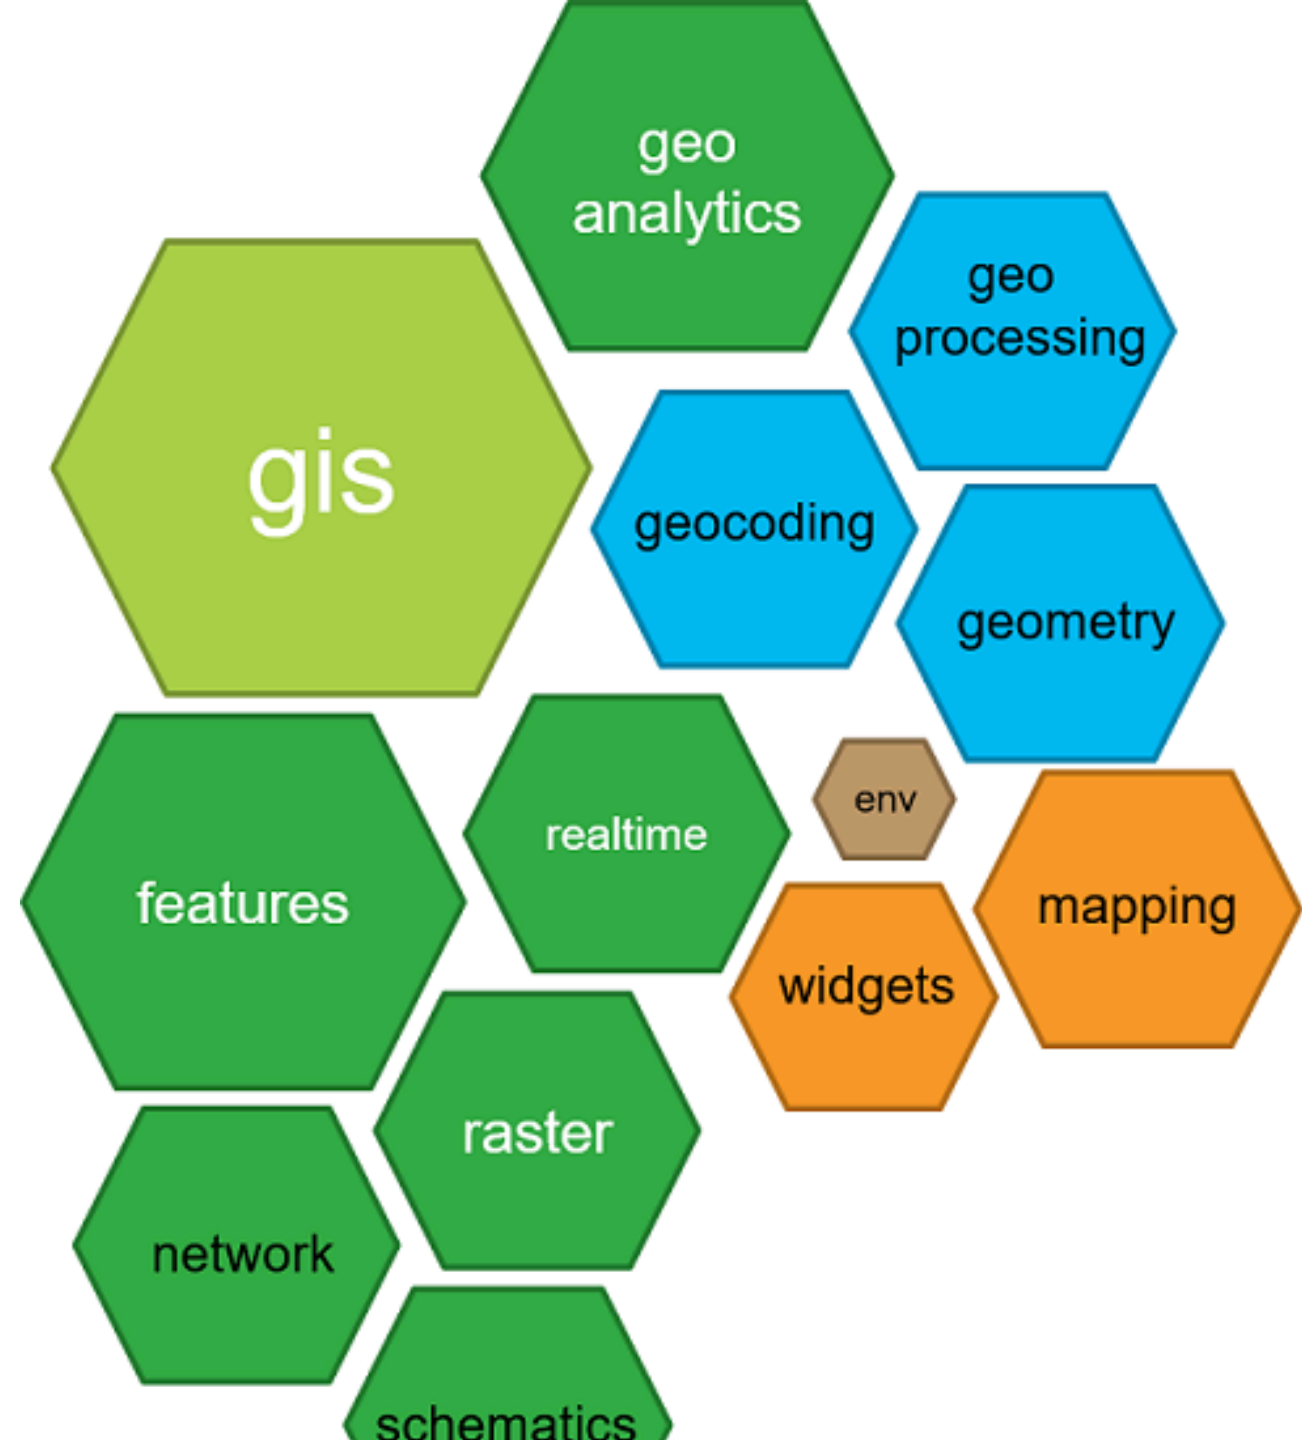 geo
analytics
geo
processing
gis
geocoding
geometry
env
realtime
features
mapping
widgets
raster
network
schematics